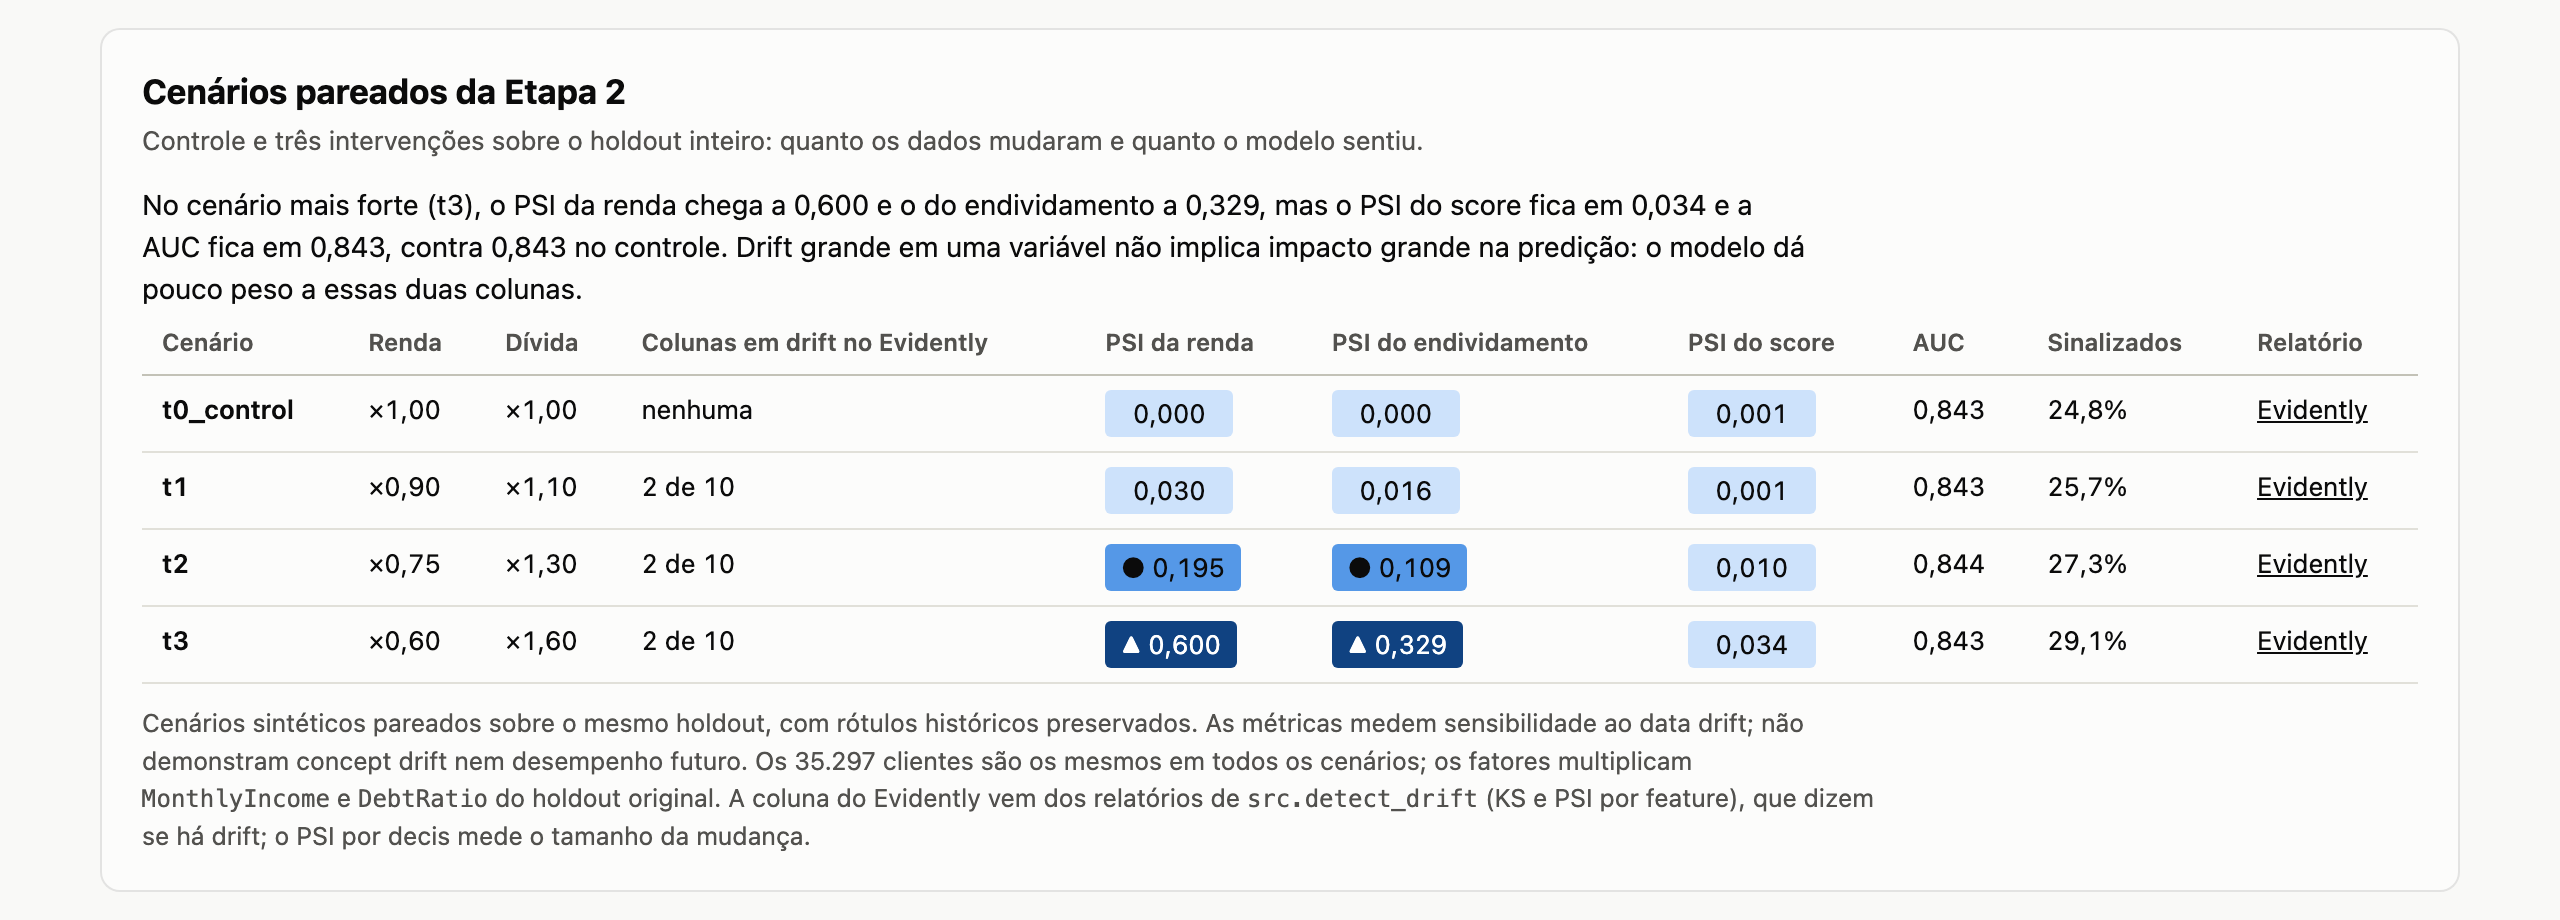 Cenários pareados da Etapa 2
Controle e três intervenções sobre o holdout inteiro: quanto os dados mudaram e quanto o modelo sentiu.
No cenário mais forte (t3), o PSI da renda chega a 0,600 e o do endividamento a 0,329, mas o PSI do score fica em 0,034 e a
AUC fica em 0,843, contra 0,843 no controle. Drift grande em uma variável não implica impacto grande na predição: o modelo dá
pouco peso a essas duas colunas.
Cenário Renda Dívida Colunas em drift no Evidently PSI da renda PSI do endividamento PSI do score AUC Sinalizados Relatório
t0_control ×1,00 ×1,00 nenhuma 0,000 0,000 0,001 0,843 24,8% Evidently
t1 ×0,90 ×1,10 2 de 10 0,030 0,016 0,001 0,843 25,7% Evidently
t2 ×0,75 ×1,30 2 de 10 ● 0,195 ● 0,109 0,010 0,844 27,3% Evidently
t3 ×0,60 ×1,60 2 de 10 ▲ 0,600 ▲ 0,329 0,034 0,843 29,1% Evidently
Cenários sintéticos pareados sobre o mesmo holdout, com rótulos históricos preservados. As métricas medem sensibilidade ao data drift; não
demonstram concept drift nem desempenho futuro. Os 35.297 clientes são os mesmos em todos os cenários; os fatores multiplicam
MonthlyIncome e DebtRatio do holdout original. A coluna do Evidently vem dos relatórios de src.detect_drift (KS e PSI por feature), que dizem
se há drift; o PSI por decis mede o tamanho da mudança.